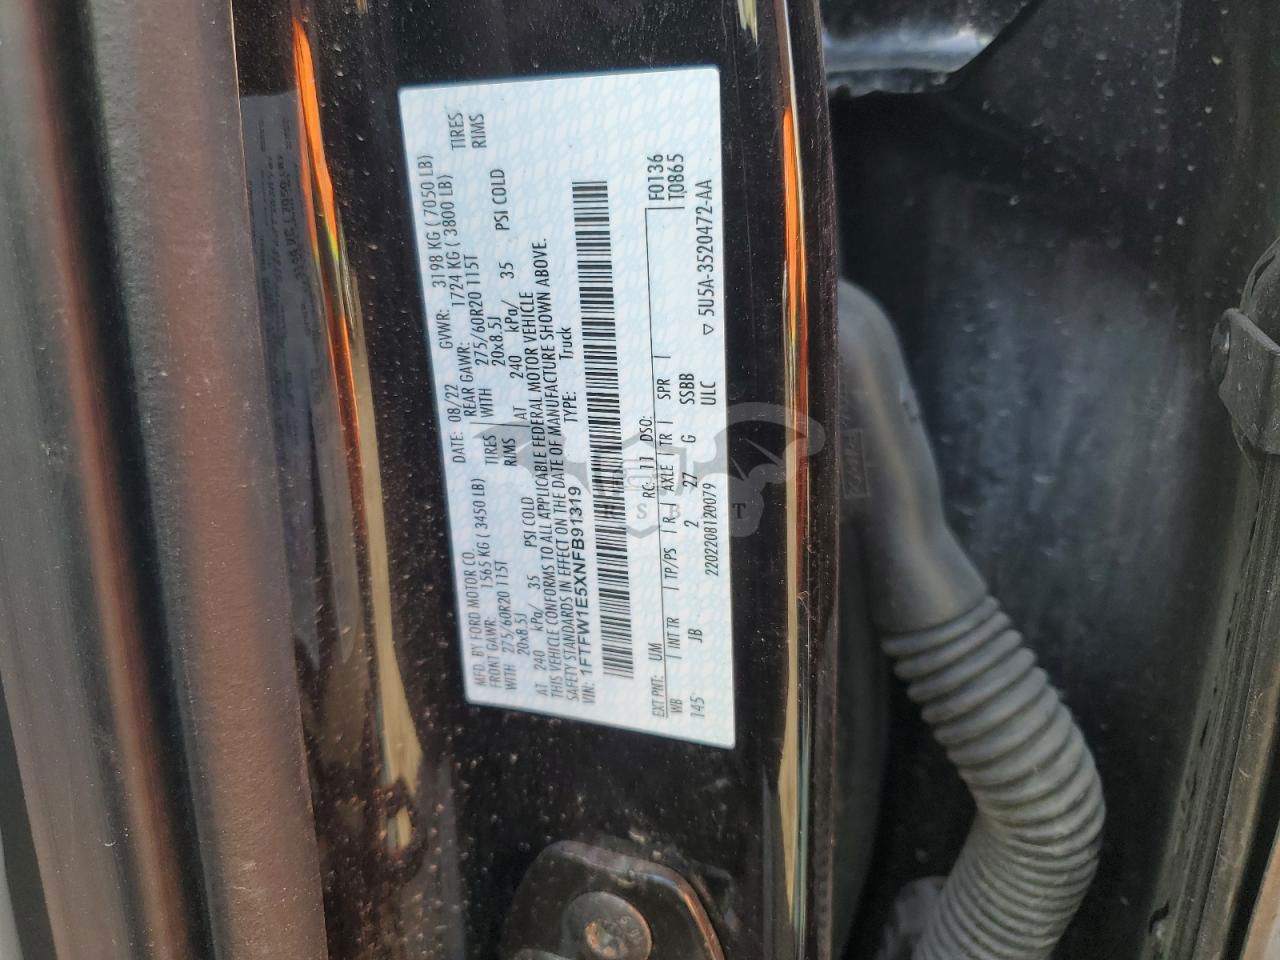 MFD. BY FORD MOTOR CO. DATE: 08/22 GVWR: 3198 KG ( 7050 LB)
FRONT GAWR: 1565 KG ( 3450 LB) REAR GAWR: 1724 KG ( 3800 LB)
WITH 275/60R20 115T TIRES WITH 275/60R20 115T TIRES
20x8.5J RIMS 20x8.5J RIMS
AT 240 kPa/ 35 PSI COLD AT 240 kPa/ 35 PSI COLD
THIS VEHICLE CONFORMS TO ALL APPLICABLE FEDERAL MOTOR VEHICLE
SAFETY STANDARDS IN EFFECT ON THE DATE OF MANUFACTURE SHOWN ABOVE.
VIN: 1FTFW1E5XNFB91319 TYPE: Truck
F0136
T0865
EXT PNT: UM RC: 11 DSO:
WB INT TR TP/PS R AXLE TR SPR
145 JB 2 27 G SSBB
2202208120079 ULC ▽ 5U5A-3520472-AA